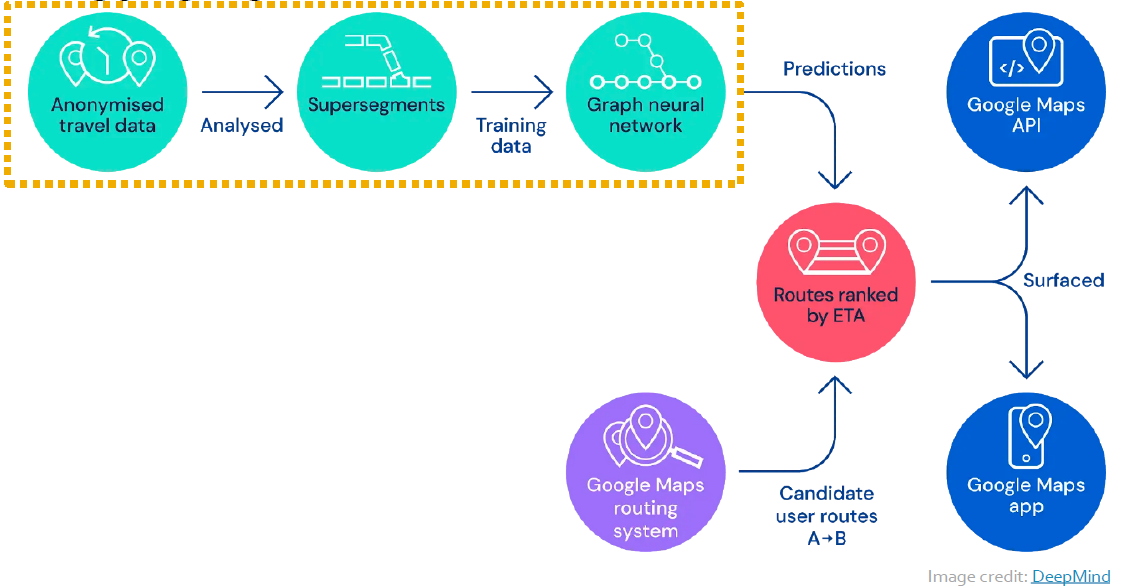 Anonymised
travel data
Analysed
Supersegments
Training
data
Graph neural
network
Predictions
</>
Google Maps
API
Routes ranked
by ETA
Surfaced
Google Maps
routing
system
Candidate
user routes
A→B
Google Maps
app
Image credit: DeepMind